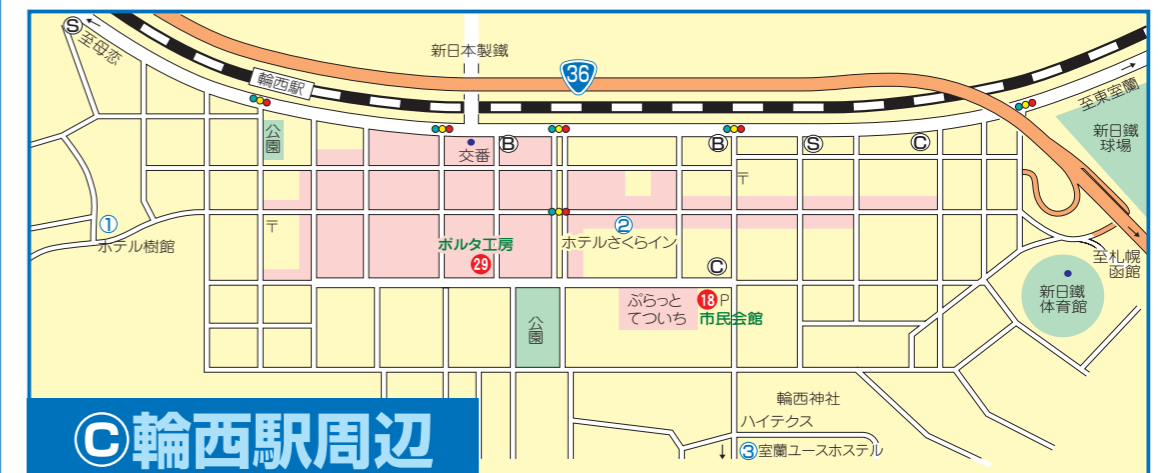 Ⓢ
至母恋
新日本製鐵
36
輪西駅
至東室蘭
新日鐵
球場
公園
交番
Ⓑ
Ⓑ
Ⓢ
Ⓒ
〒
①
ホテル樹館
〒
ボルタ工房
29
②
ホテルさくらイン
Ⓒ
至札幌
函館
新日鐵
体育館
ぷらっと
てついち
18 P
市民会館
公園
輪西神社
ハイテクス
③室蘭ユースホステル
Ⓒ輪西駅周辺